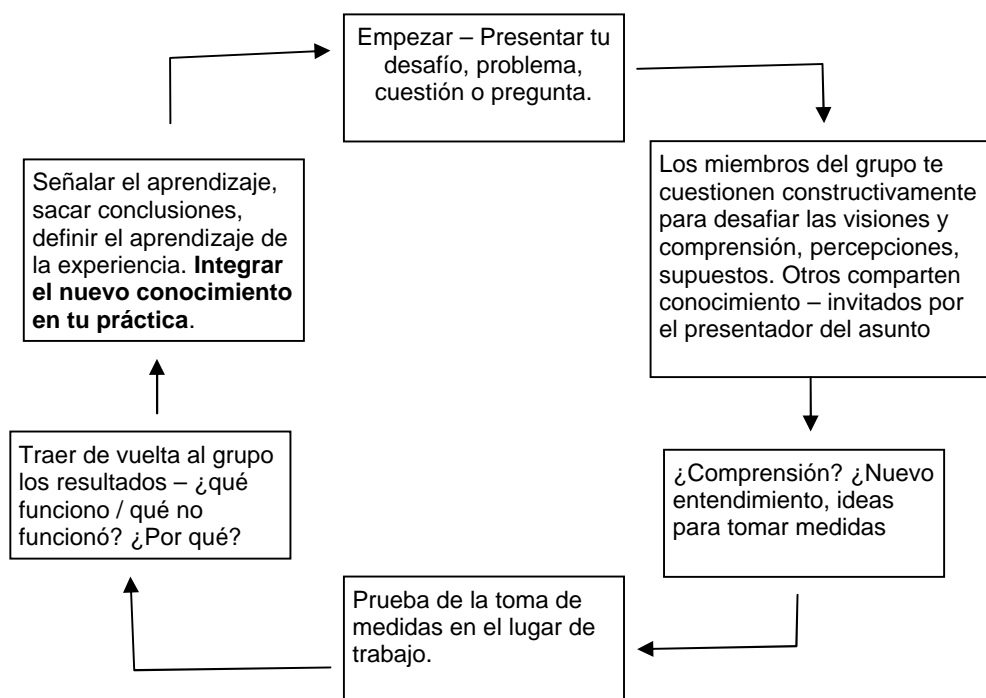 Empezar – Presentar tu
desafío, problema,
cuestión o pregunta.
Los miembros del grupo te
cuestionen constructivamente
para desafiar las visiones y
comprensión, percepciones,
supuestos. Otros comparten
conocimiento – invitados por
el presentador del asunto
¿Comprensión? ¿Nuevo
entendimiento, ideas
para tomar medidas
Prueba de la toma de
medidas en el lugar de
trabajo.
Traer de vuelta al grupo
los resultados – ¿qué
funciono / qué no
funcionó? ¿Por qué?
Señalar el aprendizaje,
sacar conclusiones,
definir el aprendizaje de
la experiencia. Integrar
el nuevo conocimiento
en tu práctica.